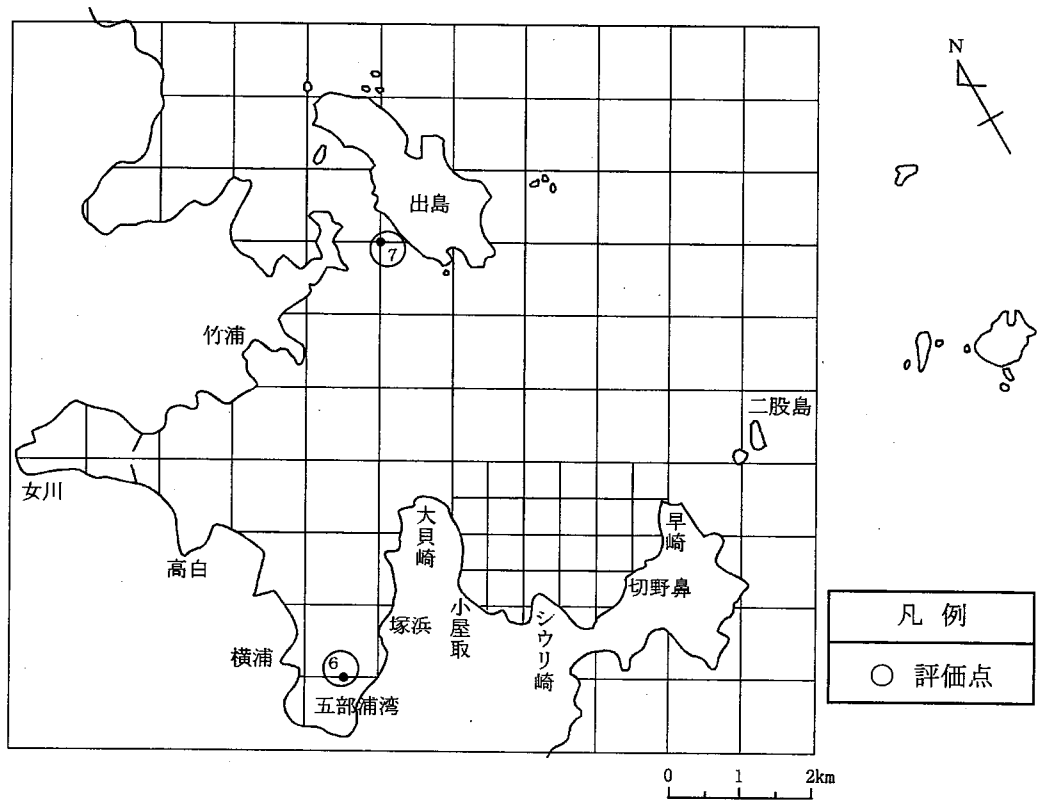 N
出島
7
竹浦
二股島
女川
大貝崎
早崎
高白
切野鼻
小屋取
シウリ崎
塚浜
横浦
6
五部浦湾
凡例
○ 評価点
0 1 2km